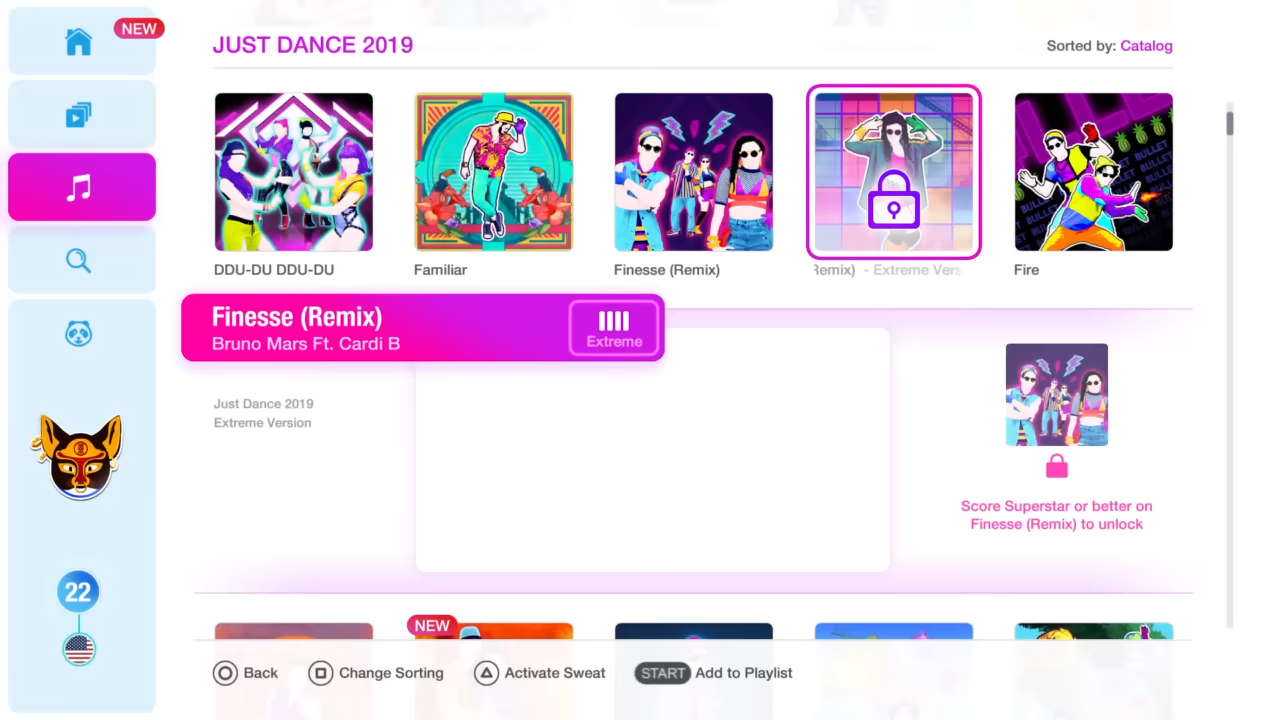 NEW
JUST DANCE 2019
Sorted by: Catalog
DDU-DU DDU-DU
Familiar
Finesse (Remix)
Remix) - Extreme Vers
Fire
Finesse (Remix)
Bruno Mars Ft. Cardi B
Extreme
Just Dance 2019
Extreme Version
Score Superstar or better on
Finesse (Remix) to unlock
22
NEW
Back
Change Sorting
Activate Sweat
START Add to Playlist